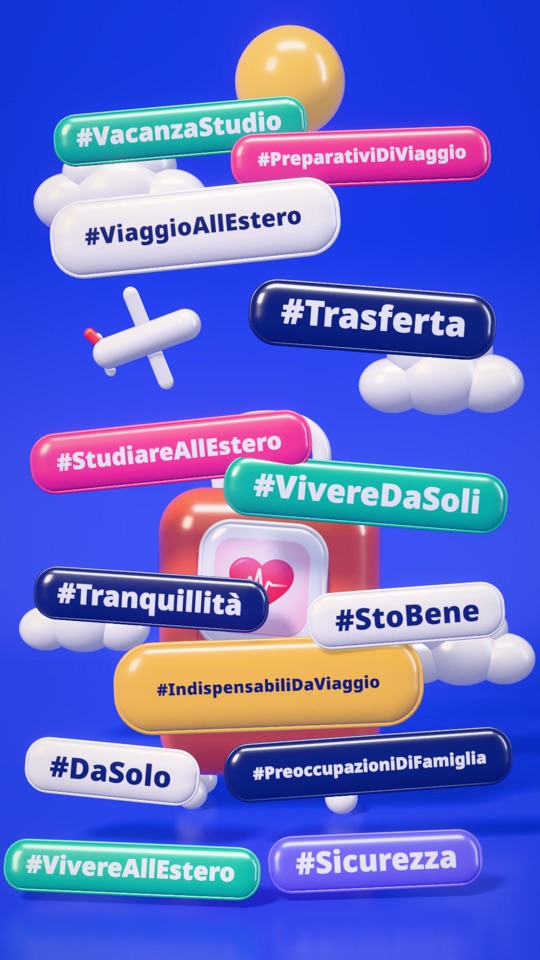 #VacanzaStudio
#PreparativiDiViaggio
#ViaggioAllEstero
#Trasferta
#StudiareAllEstero
#VivereDaSoli
#Tranquillità
#StoBene
#IndispensabiliDaViaggio
#DaSolo
#PreoccupazioniDiFamiglia
#VivereAllEstero
#Sicurezza